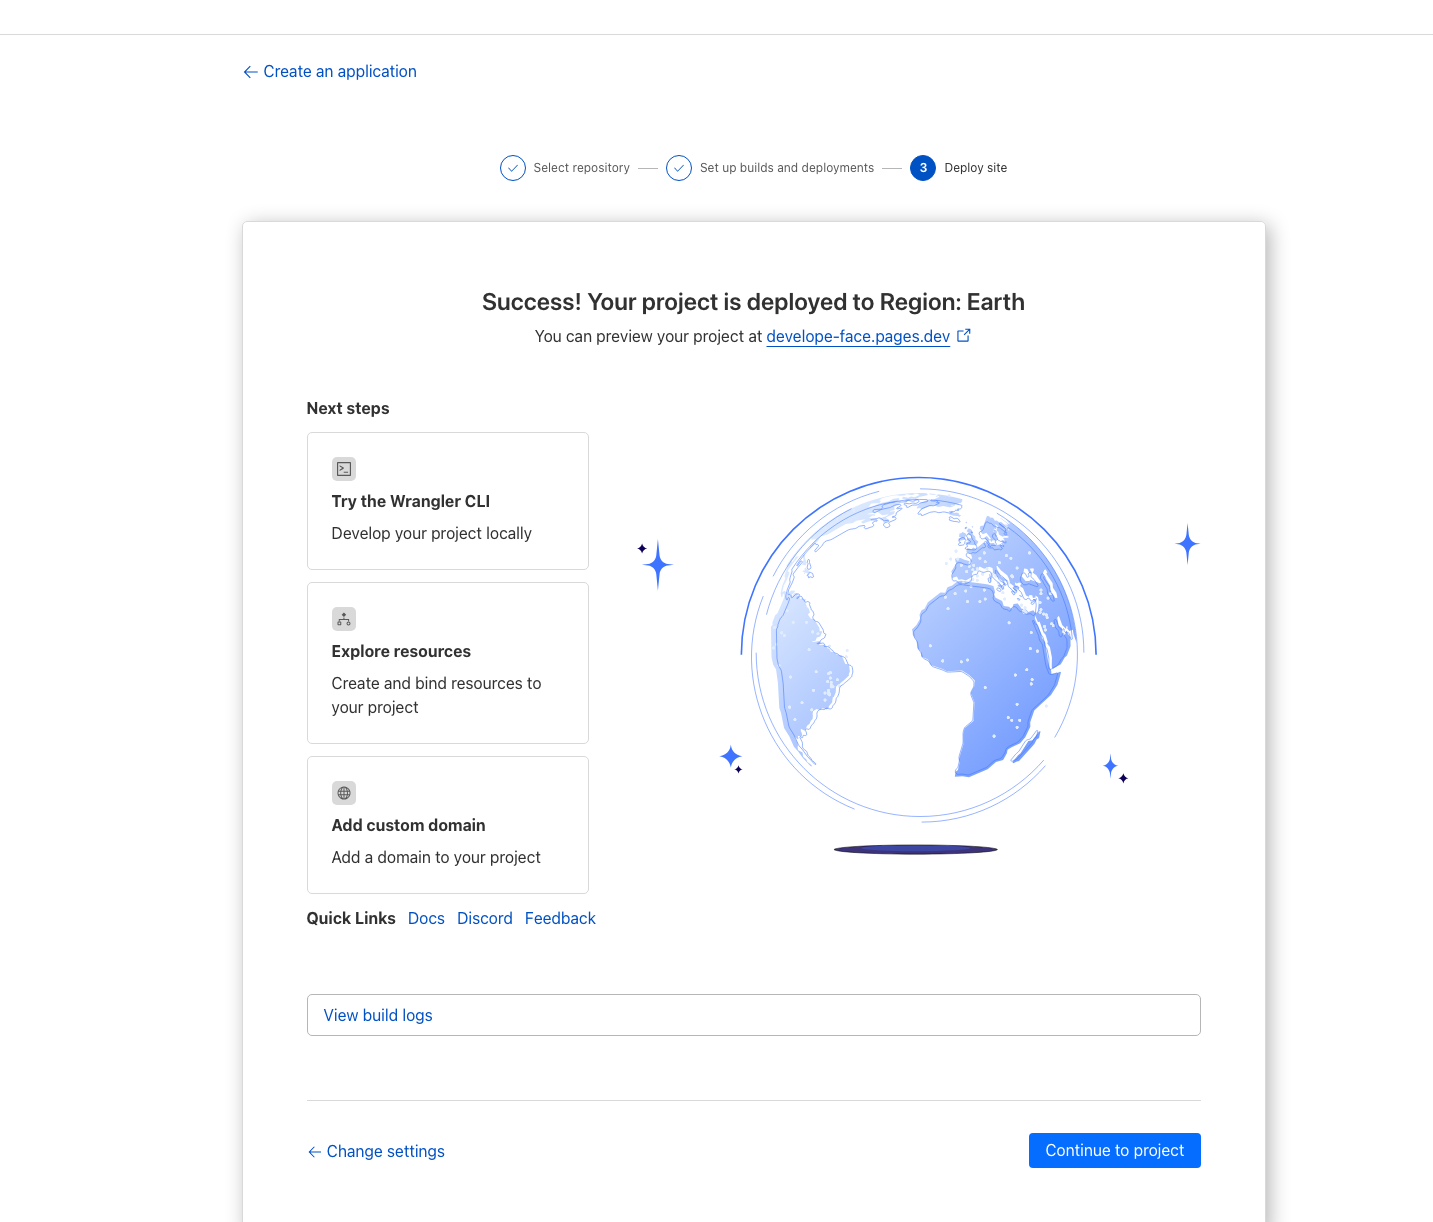 Create an application
Select repository
Set up builds and deployments
3 Deploy site
Success! Your project is deployed to Region: Earth
You can preview your project at develope-face.pages.dev
Next steps
Try the Wrangler CLI
Develop your project locally
Explore resources
Create and bind resources to
your project
Add custom domain
Add a domain to your project
Quick Links Docs Discord Feedback
View build logs
Change settings
Continue to project